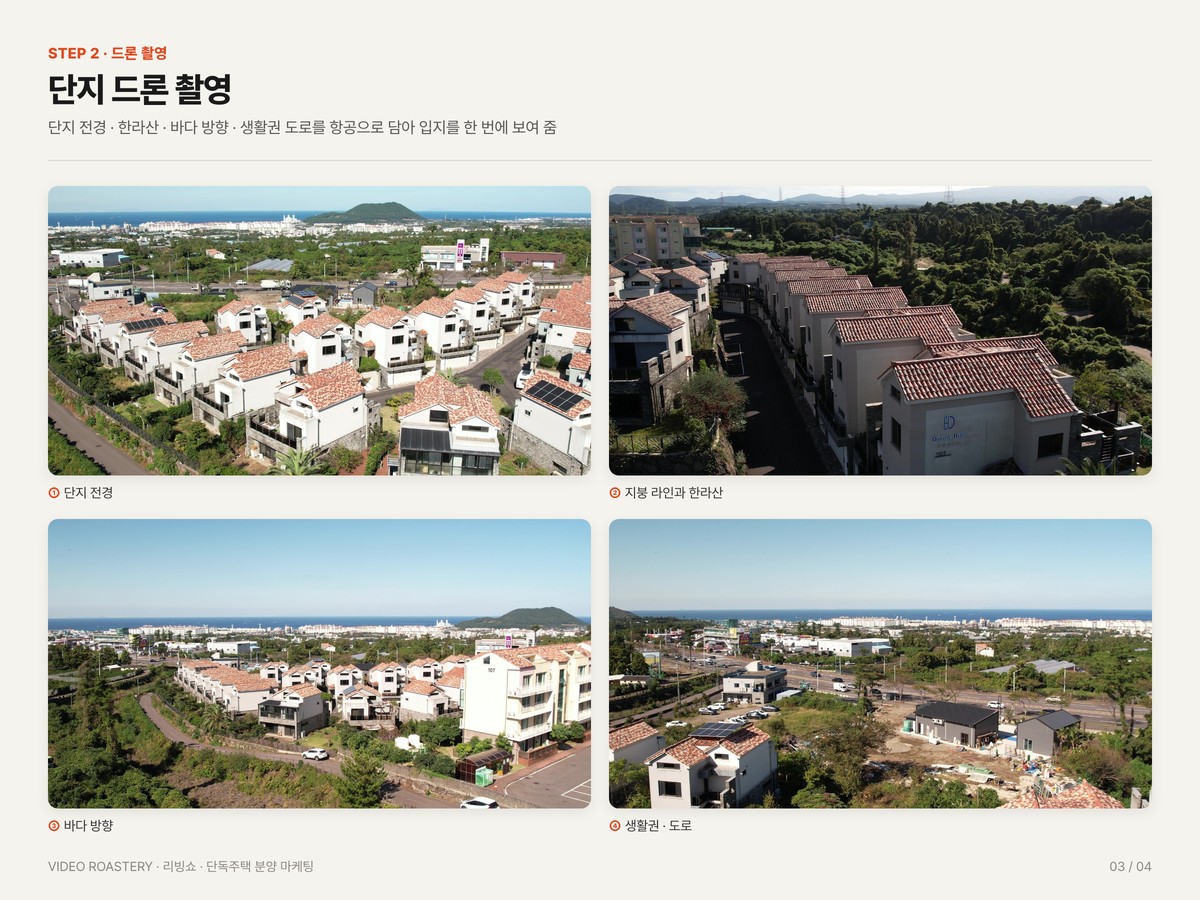 STEP 2 · 드론 촬영
단지 드론 촬영
단지 전경 · 한라산 · 바다 방향 · 생활권 도로를 항공으로 담아 입지를 한 번에 보여 줌
① 단지 전경
② 지붕 라인과 한라산
107
③ 바다 방향
④ 생활권 · 도로
VIDEO ROASTERY · 리빙쇼 · 단독주택 분양 마케팅
03 / 04